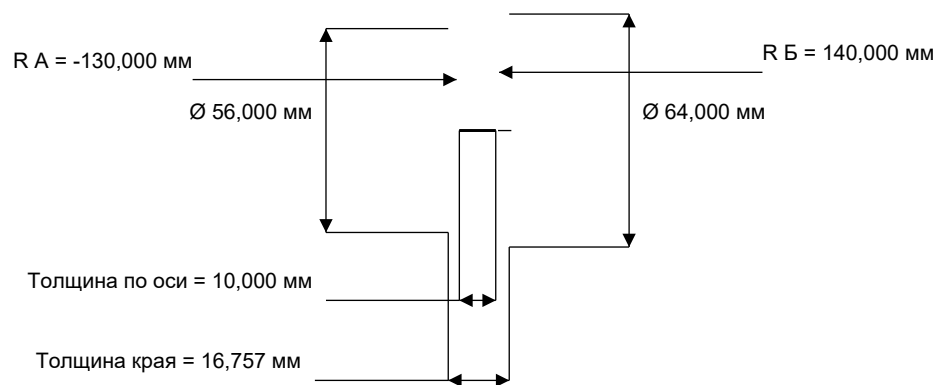 R А = -130,000 мм
R Б = 140,000 мм
Ø 56,000 мм
Ø 64,000 мм
Толщина по оси = 10,000 мм
Толщина края = 16,757 мм